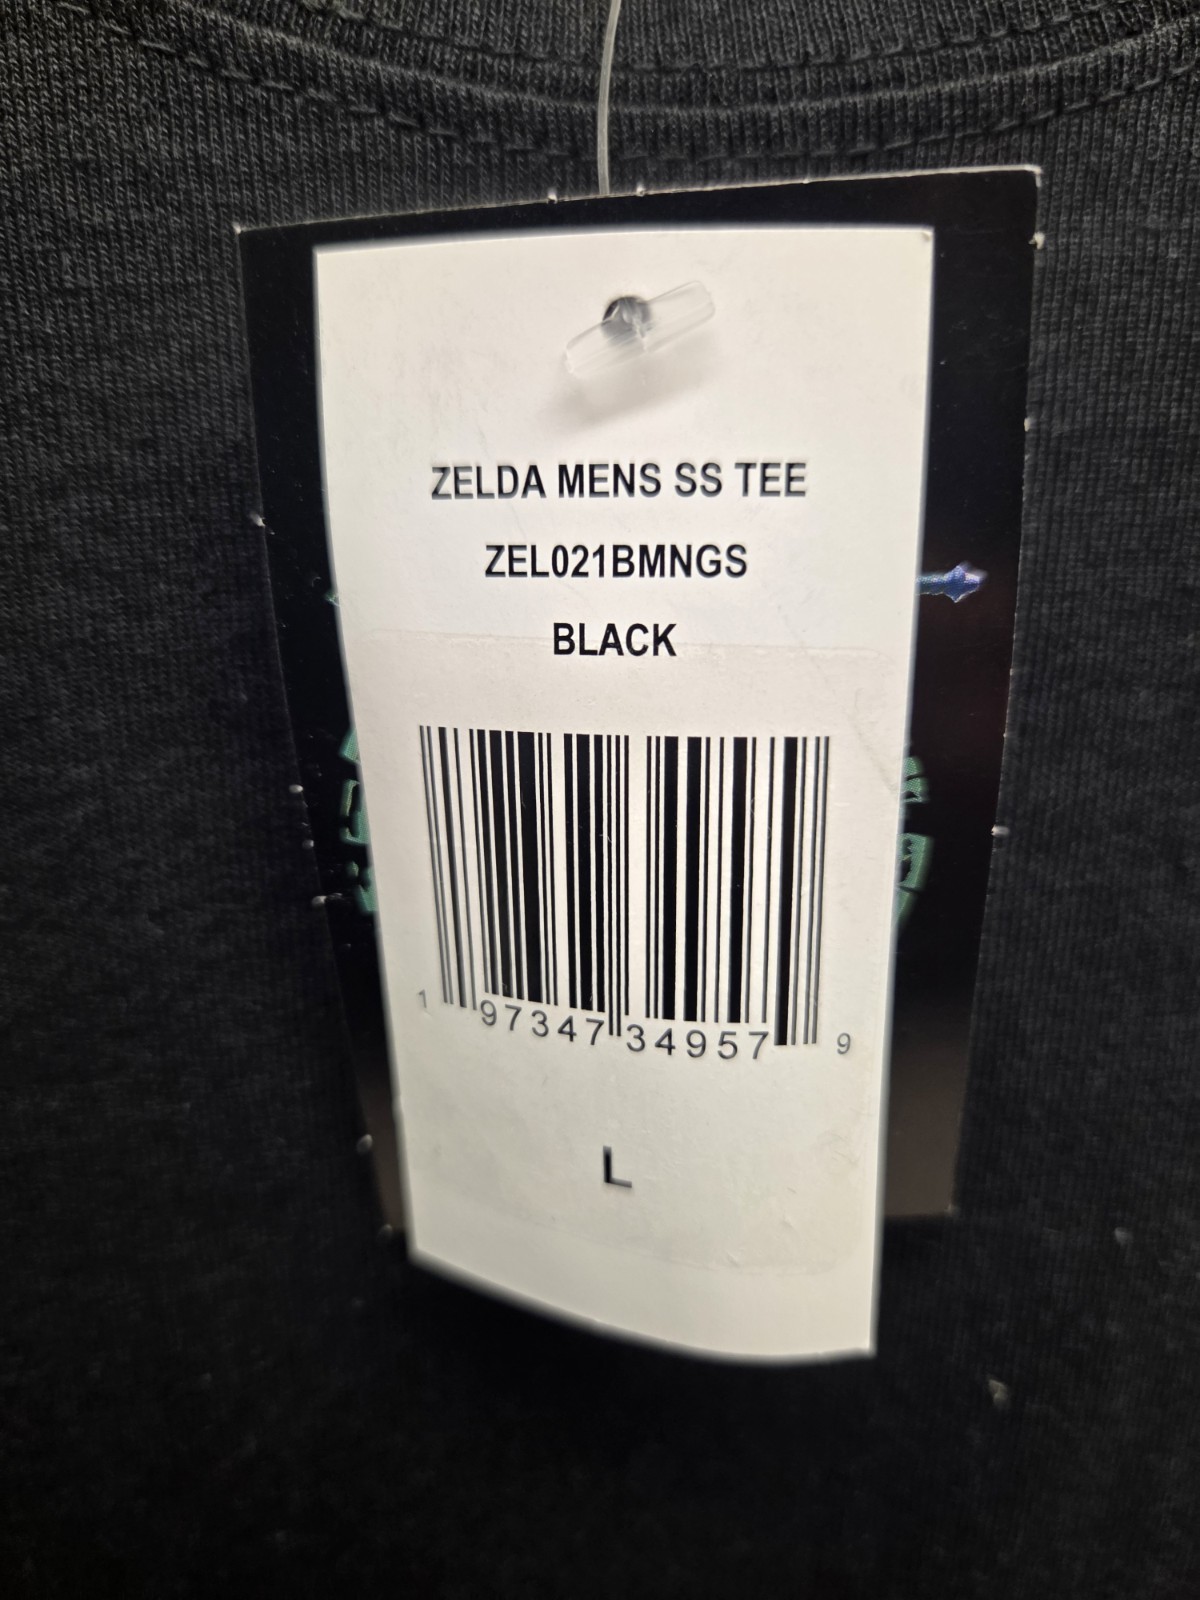 ZELDA MENS SS TEE
ZEL021BMNGS
BLACK
1 97347 34957 9
L